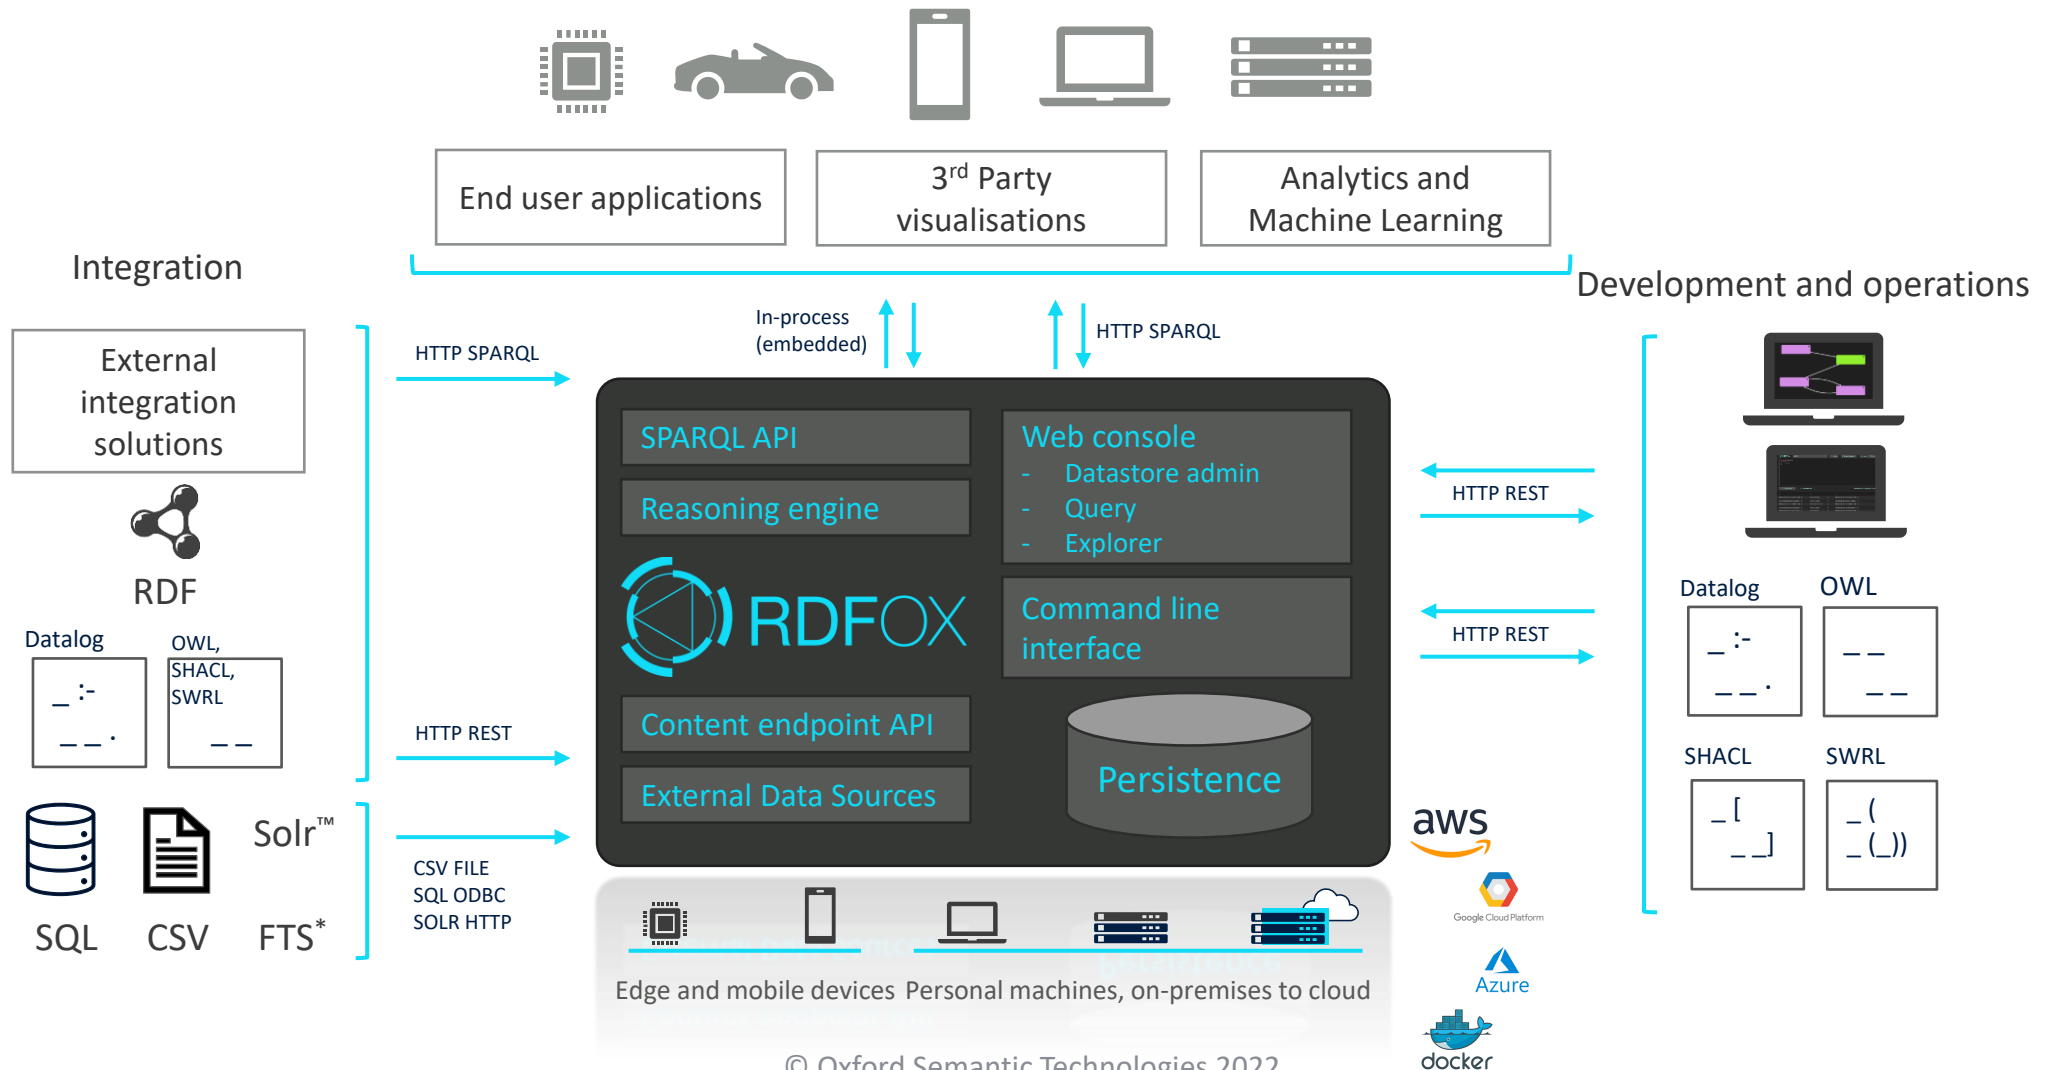 End user applications
3rd Party
visualisations
Analytics and
Machine Learning
Integration
Development and operations
External
integration
solutions
RDF
Datalog
_ :-
_ _ .
OWL,
SHACL,
SWRL
_ _
SQL
CSV
Solr™
FTS*
HTTP SPARQL
HTTP REST
CSV FILE
SQL ODBC
SOLR HTTP
In-process
(embedded)
HTTP SPARQL
SPARQL API
Reasoning engine
RDFOX
Content endpoint API
External Data Sources
Web console
- Datastore admin
- Query
- Explorer
Command line
interface
Persistence
HTTP REST
HTTP REST
Datalog
_ :-
_ _ .
OWL
_ _
_ _
SHACL
_ [
_ _]
SWRL
_ (
_ (_))
aws
Google Cloud Platform
Azure
docker
Edge and mobile devices
Personal machines, on-premises to cloud
© Oxford Semantic Technologies 2022